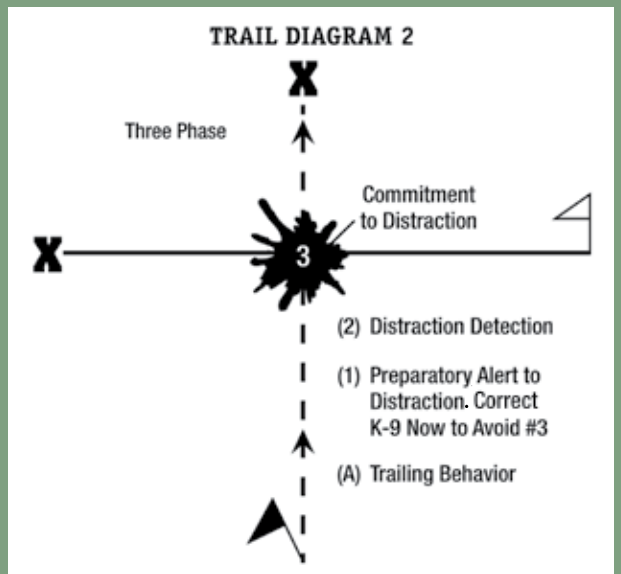 TRAIL DIAGRAM 2
X
Three Phase
Commitment
to Distraction
X
3
(2) Distraction Detection
(1) Preparatory Alert to
Distraction. Correct
K-9 Now to Avoid #3
(A) Trailing Behavior